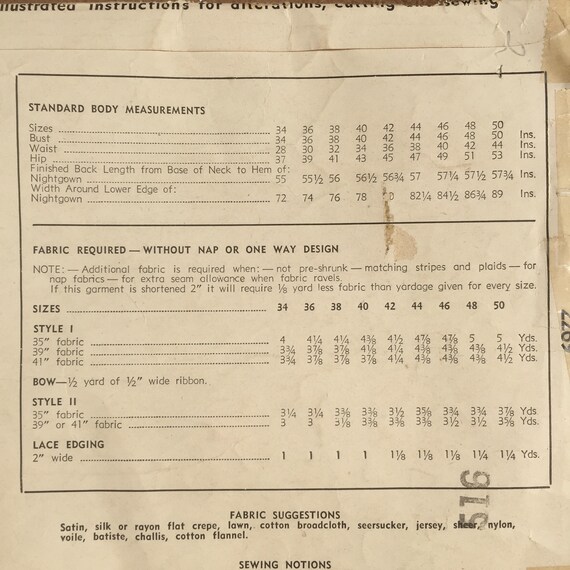 illustrated instructions for alterations, cutting and sewing
STANDARD BODY MEASUREMENTS
Sizes 34 36 38 40 42 44 46 48 50
Bust 34 36 38 40 42 44 46 48 50 Ins.
Waist 28 30 32 34 36 38 40 42 44 Ins.
Hip 37 39 41 43 45 47 49 51 53 Ins.
Finished Back Length from Base of Neck to Hem of:
Nightgown 55 55½ 56 56½ 56¾ 57 57¼ 57½ 57¾ Ins.
Width Around Lower Edge of:
Nightgown 72 74 76 78 82¼ 84½ 86¾ 89 Ins.
FABRIC REQUIRED — WITHOUT NAP OR ONE WAY DESIGN
NOTE: — Additional fabric is required when: — not pre-shrunk — matching stripes and plaids — for
nap fabrics — for extra seam allowance when fabric ravels.
If this garment is shortened 2" it will require ⅛ yard less fabric than yardage given for every size.
SIZES 34 36 38 40 42 44 46 48 50
STYLE I
35" fabric 4 4¼ 4¼ 4⅜ 4½ 4⅞ 4⅞ 5 5 Yds.
39" fabric 3¾ 3⅞ 3⅞ 4⅛ 4¼ 4⅜ 4⅜ 4⅜ 4½ Yds.
41" fabric 3¾ 3⅞ 3⅞ 3⅞ 4¼ 4⅜ 4⅜ 4⅜ 4½ Yds.
BOW—½ yard of ½" wide ribbon.
STYLE II
35" fabric 3¼ 3¼ 3⅜ 3⅜ 3½ 3⅝ 3¾ 3¾ 3⅞ Yds.
39" or 41" fabric 3 3 3⅛ 3⅜ 3⅜ 3⅜ 3½ 3½ 3⅝ Yds.
LACE EDGING
2" wide 1 1 1 1 1⅛ 1⅛ 1⅛ 1¼ 1¼ Yds.
516
FABRIC SUGGESTIONS
Satin, silk or rayon flat crepe, lawn, cotton broadcloth, seersucker, jersey, sheer, nylon,
voile, batiste, challis, cotton flannel.
SEWING NOTIONS